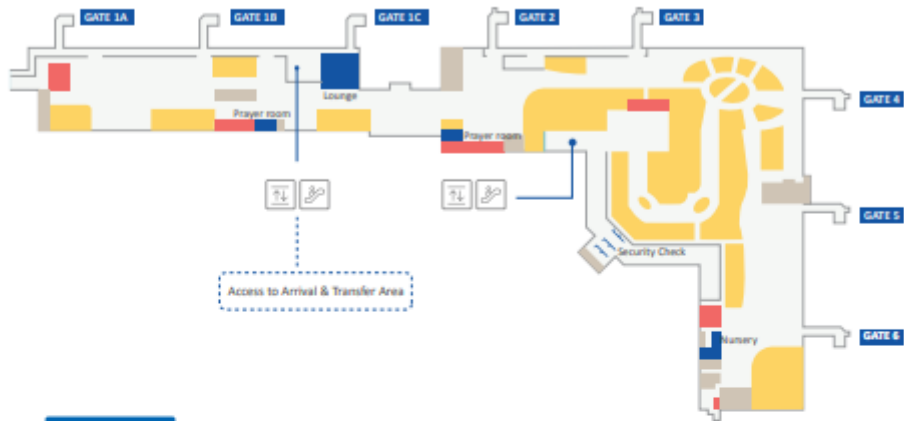 GATE 1A
GATE 1B
GATE 1C
GATE 2
GATE 3
Lounge
GATE 4
Prayer room
Prayer room
GATE 5
Security Check
Access to Arrival & Transfer Area
GATE 6
Nursery